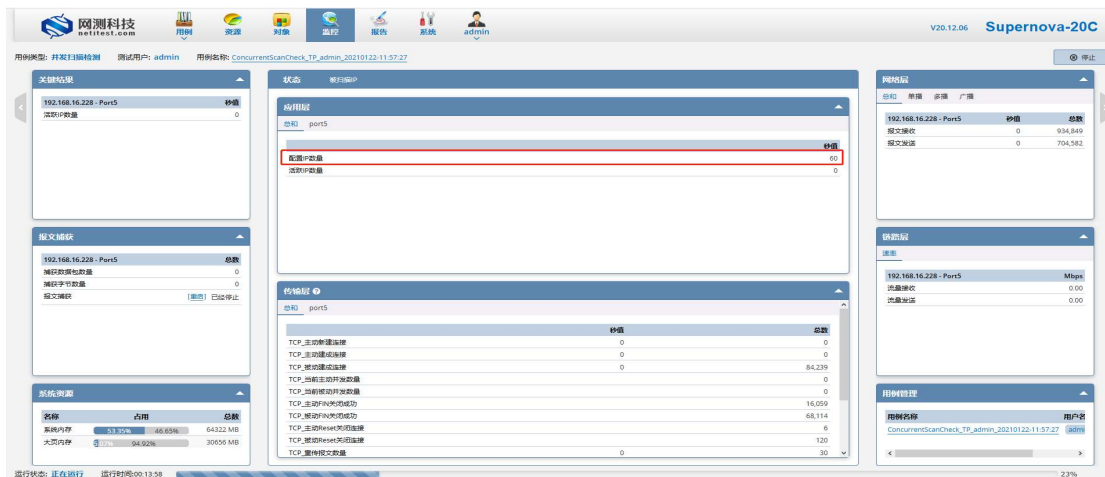 网测科技
netitest.com
用例
资源
对象
监控
报告
系统
admin
V20.12.06
Supernova-20C
用例类型: 并发扫描检测 测试用户: admin 用例名称: ConcurrentScanCheck_TP_admin_20210122-11:57:27
停止
关键结果
192.168.16.228 - Port5 秒值
活跃IP数量 0
报文捕获
192.168.16.228 - Port5 总数
捕获数据包数量 0
捕获字节数量 0
报文捕获 [重启] 已经停止
系统资源
名称 占用 总数
系统内存 53.35% 46.65% 64322 MB
大页内存 94.92% 30656 MB
状态 被扫描IP
应用层
总和 port5
秒值
配置IP数量 60
活跃IP数量 0
传输层
总和 port5
秒值 总数
TCP_主动新建连接 0 0
TCP_主动建成连接 0 0
TCP_被动建成连接 0 84,239
TCP_当前主动并发数量 0
TCP_当前被动并发数量 0
TCP_主动FIN关闭成功 16,059
TCP_被动FIN关闭成功 68,114
TCP_主动Reset关闭连接 6
TCP_被动Reset关闭连接 120
TCP_重传报文数量 0 30
网络层
总和 单播 多播 广播
192.168.16.228 - Port5 秒值 总数
报文接收 0 934,849
报文发送 0 704,582
链路层
速率
192.168.16.228 - Port5 Mbps
流量接收 0.00
流量发送 0.00
用例管理
用例名称 用户名
ConcurrentScanCheck_TP_admin_20210122-11:57:27 admi
运行状态: 正在运行 运行时间:00:13:58
23%